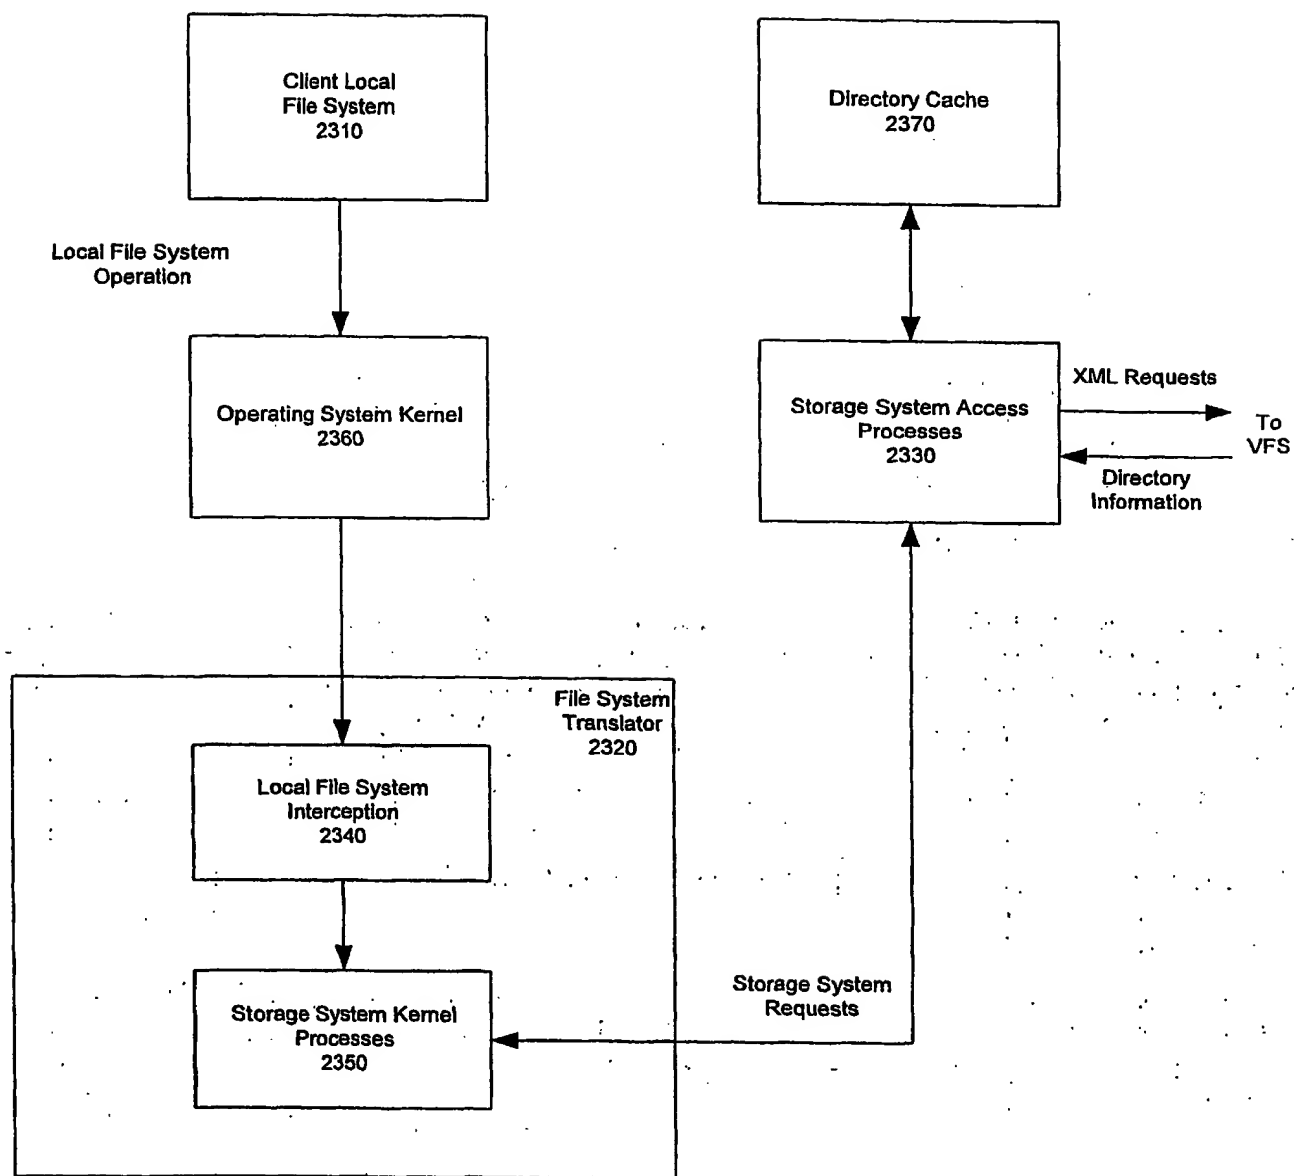 Client Local
File System
2310
Directory Cache
2370
Local File System
Operation
Operating System Kernel
2360
Storage System Access
Processes
2330
XML Requests
To
VFS
Directory
Information
File System
Translator
2320
Local File System
Interception
2340
Storage System Kernel
Processes
2350
Storage System
Requests